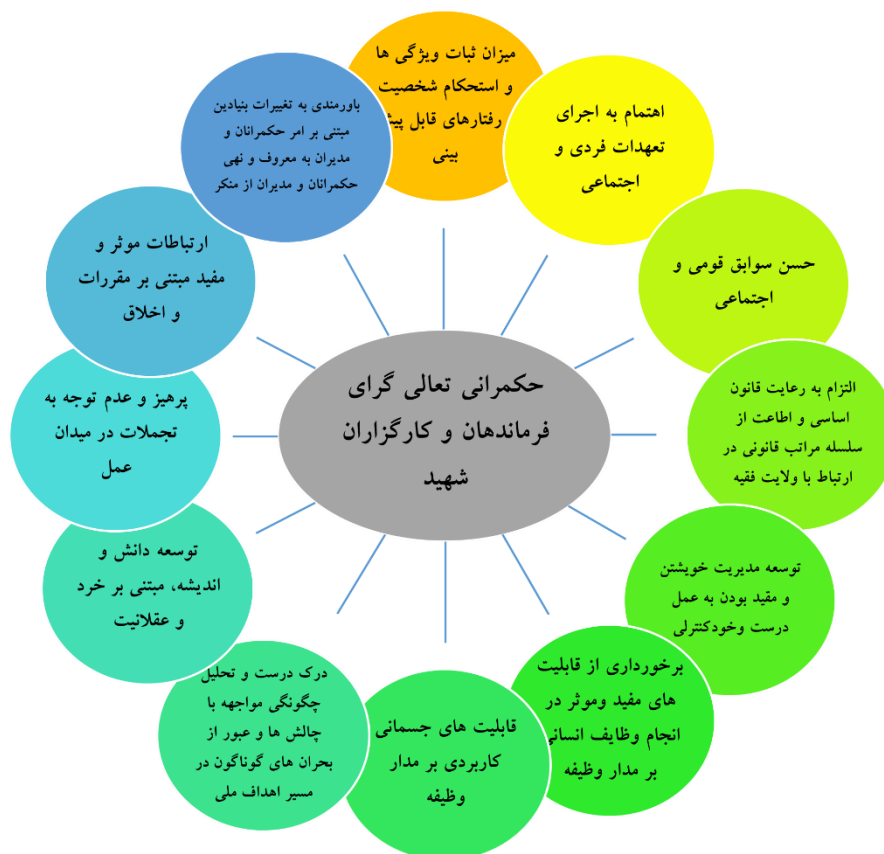 میزان ثبات ویژگی ها
و استحکام شخصیت
رفتارهای قابل پیش
بینی
اهتمام به اجرای
تعهدات فردی و
اجتماعی
حسن سوابق قومی و
اجتماعی
التزام به رعایت قانون
اساسی و اطاعت از
سلسله مراتب قانونی در
ارتباط با ولایت فقیه
توسعه مدیریت خویشتن
و مقید بودن به عمل
درست وخودکنترلی
برخورداری از قابلیت
های مفید وموثر در
انجام وظایف انسانی
بر مدار وظیفه
قابلیت های جسمانی
کاربردی بر مدار
وظیفه
درک درست و تحلیل
چگونگی مواجهه با
چالش ها و عبور از
بحران های گوناگون در
مسیر اهداف ملی
توسعه دانش و
اندیشه، مبتنی بر خرد
و عقلانیت
پرهیز و عدم توجه به
تجملات در میدان
عمل
ارتباطات موثر و
مفید مبتنی بر مقررات
و اخلاق
باورمندی به تغییرات بنیادین
مبتنی بر امر حکمرانان و
مدیران به معروف و نهی
حکمرانان و مدیران از منکر
حکمرانی تعالی گرای
فرماندهان و کارگزاران
شهید